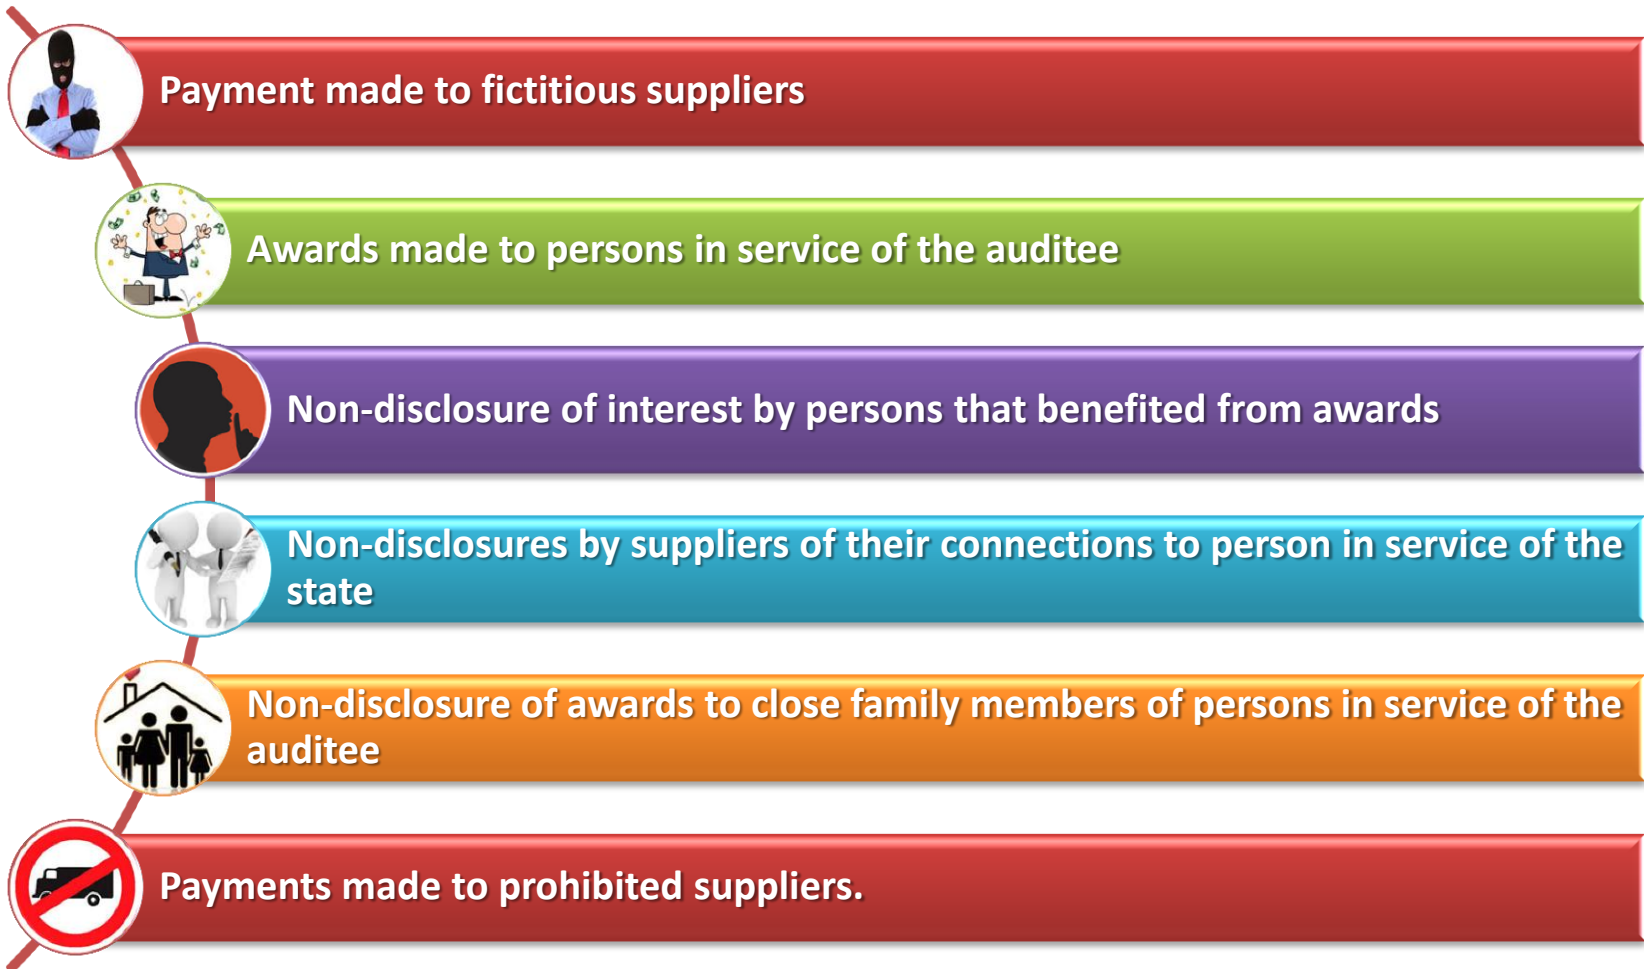 Payment made to fictitious suppliers
Awards made to persons in service of the auditee
Non-disclosure of interest by persons that benefited from awards
Non-disclosures by suppliers of their connections to person in service of the
state
Non-disclosure of awards to close family members of persons in service of the
auditee
Payments made to prohibited suppliers.